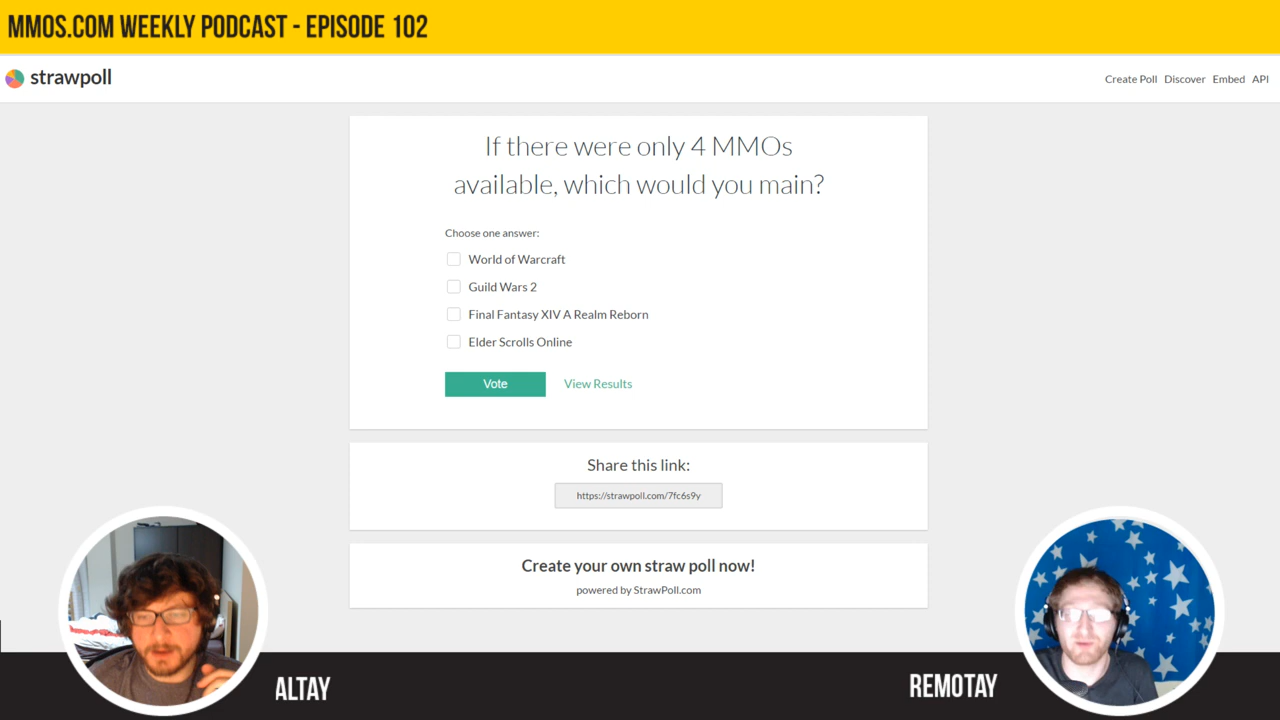 MMOS.COM WEEKLY PODCAST - EPISODE 102
strawpoll
Create Poll Discover Embed API
If there were only 4 MMOs
available, which would you main?
Choose one answer:
World of Warcraft
Guild Wars 2
Final Fantasy XIV A Realm Reborn
Elder Scrolls Online
Vote View Results
Share this link:
https://strawpoll.com/7fc6s9y
Create your own straw poll now!
powered by StrawPoll.com
ALTAY
REMOTAY